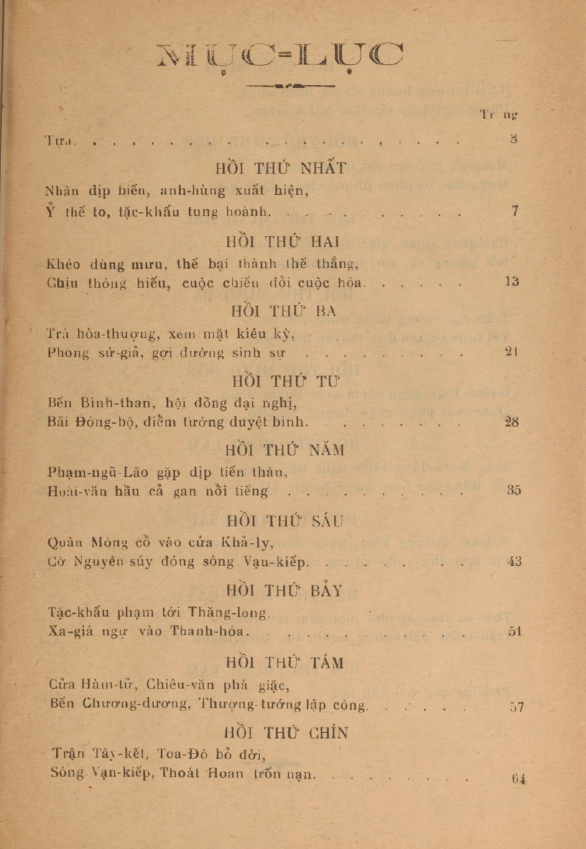 MỤC=LỤC
Tựa. . . . . . . . . . . . . . . 3
HỒI THỨ NHẤT
Nhân dịp biến, anh-hùng xuất hiện,
Ỷ thế to, tặc-khấu tung hoành. . . . . . . . 7
HỒI THỨ HAI
Khéo dùng mưu, thế bại thành thế thắng,
Chịu thông hiếu, cuộc chiến đổi cuộc hòa. . . . . 13
HỒI THỨ BA
Trá hòa-thượng, xem mặt kiêu kỳ,
Phong sứ-giả, gợi đường sinh sự . . . . . . . 21
HỒI THỨ TƯ
Bến Bình-than, hội đồng đại nghị,
Bãi Đông-bộ, điểm tướng duyệt binh. . . . . . . 28
HỒI THỨ NĂM
Phạm-ngũ-Lão gặp dịp tiến thân,
Hoài-văn hầu cả gan nổi tiếng . . . . . . . 35
HỒI THỨ SÁU
Quân Mông cổ vào cửa Khả-ly,
Cờ Nguyên súy đóng sông Vạn-kiếp. . . . . . . 43
HỒI THỨ BẢY
Tặc-khấu phạm tới Thăng-long.
Xa-giá ngự vào Thanh-hóa. . . . . . . . . 51
HỒI THỨ TÁM
Cửa Hàm-tử, Chiêu-văn phá giặc,
Bến Chương-dương, Thượng-tướng lập công. . . . . 57
HỒI THỨ CHÍN
Trận Tây-kết, Toa-Đô bỏ đời,
Sông Vạn-kiếp, Thoát Hoan trốn nạn. . . . . . . 64